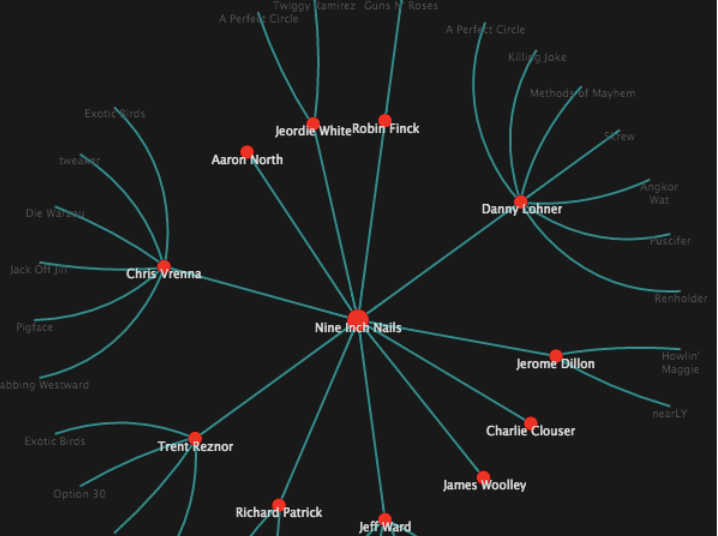 Twiggy Ramirez
Guns N' Roses
A Perfect Circle
A Perfect Circle
Killing Joke
Methods of Mayhem
Exotic Birds
Jeordie White
Robin Finck
Skrew
tweaker
Aaron North
Angkor
Wat
Die Warzau
Danny Lohner
Puscifer
Jack Off Jill
Chris Vrenna
Renholder
Pigface
Nine Inch Nails
Howlin'
Maggie
Jerome Dillon
abbing Westward
nearLY
Charlie Clouser
Exotic Birds
Trent Reznor
James Woolley
Option 30
Richard Patrick
Jeff Ward